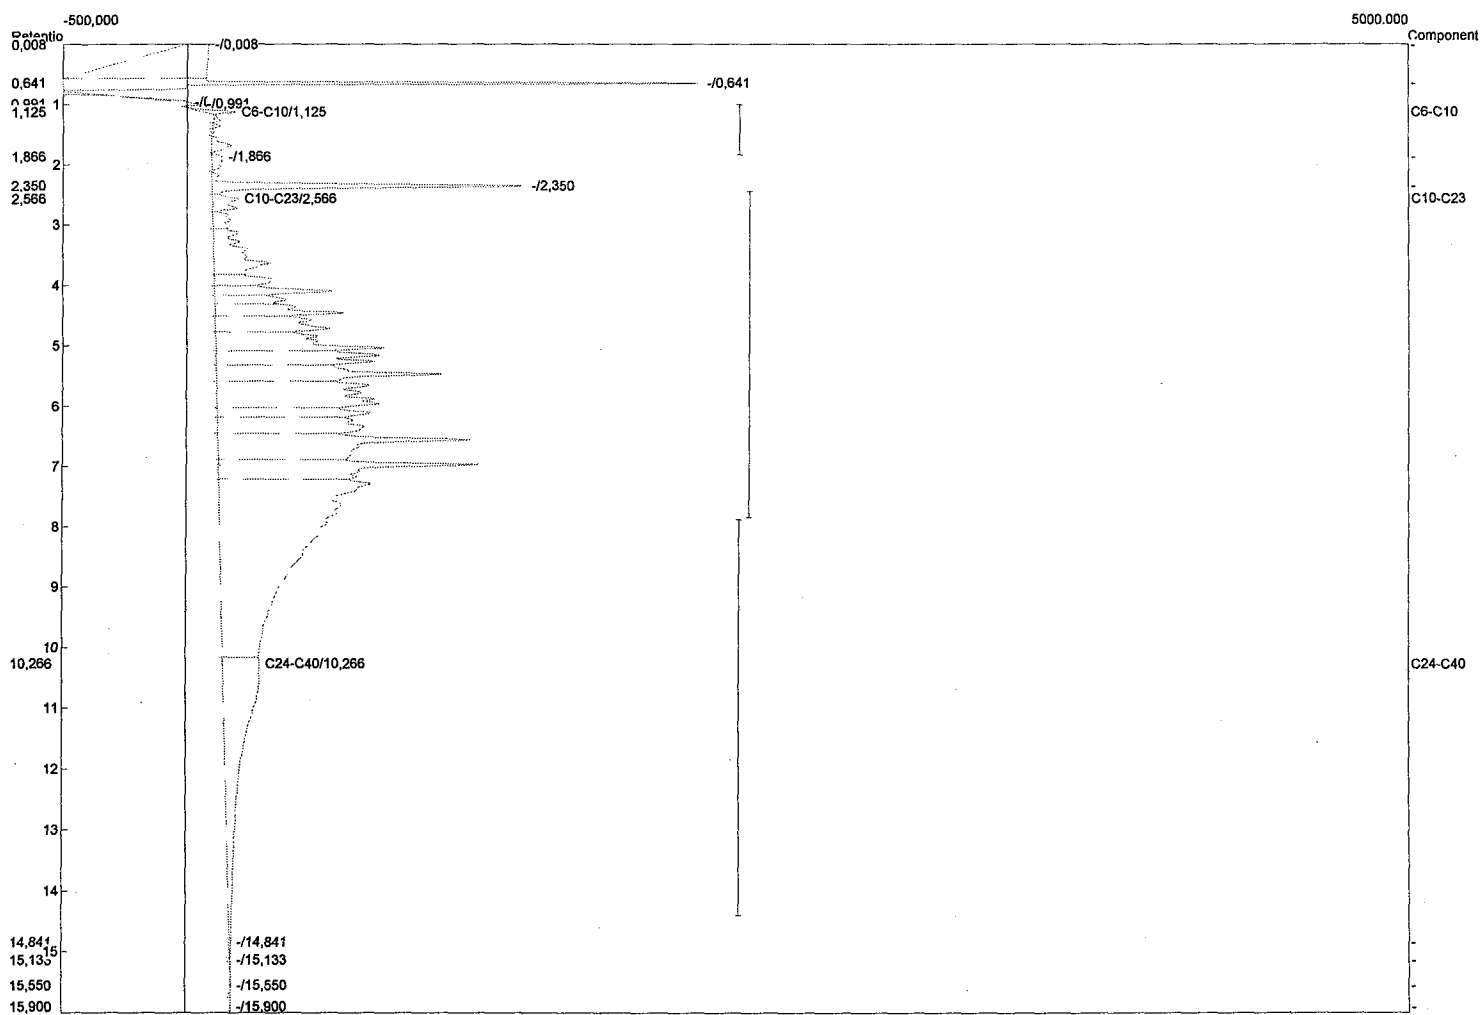 -500,000 5000.000
Retentio Component
0,008 -/0,008 -
0,641 -/0,641 -
0,991 1 -/0,991
1,125 C6-C10/1,125 C6-C10
1,866 -/1,866 -
2
2,350 -/2,350 -
2,566 C10-C23/2,566 C10-C23
3
4
5
6
7
8
9
10
10,266 C24-C40/10,266 C24-C40
11
12
13
14
14,841 -/14,841 -
15
15,133 -/15,133 -
15,550 -/15,550 -
15,900 -/15,900 -